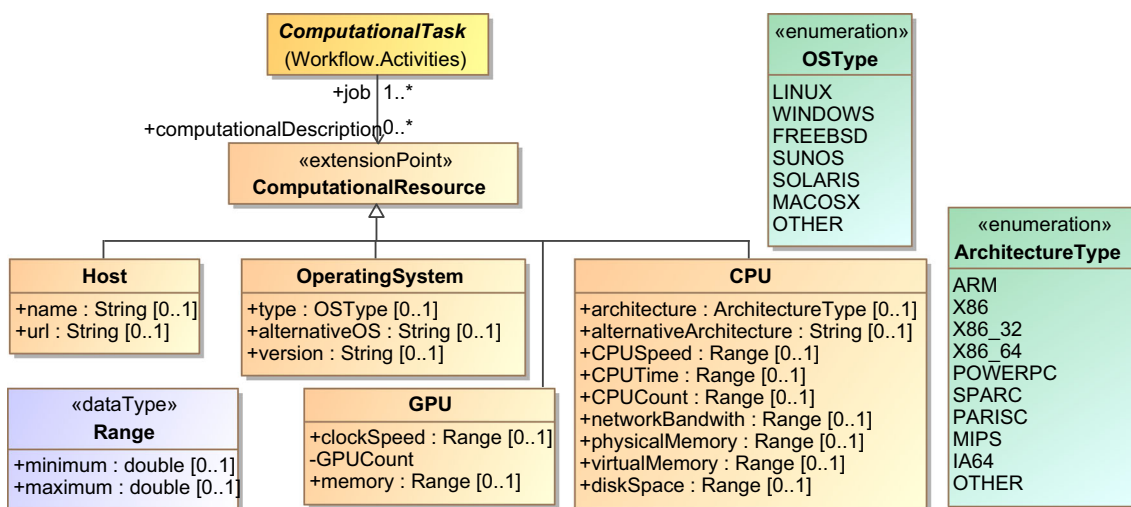 ComputationalTask
(Workflow.Activities)
+job 1..*
+computationalDescription 0..*
«extensionPoint»
ComputationalResource
«enumeration»
OSType
LINUX
WINDOWS
FREEBSD
SUNOS
SOLARIS
MACOSX
OTHER
«enumeration»
ArchitectureType
ARM
X86
X86_32
X86_64
POWERPC
SPARC
PARISC
MIPS
IA64
OTHER
Host
+name : String [0..1]
+url : String [0..1]
OperatingSystem
+type : OSType [0..1]
+alternativeOS : String [0..1]
+version : String [0..1]
CPU
+architecture : ArchitectureType [0..1]
+alternativeArchitecture : String [0..1]
+CPUSpeed : Range [0..1]
+CPUTime : Range [0..1]
+CPUCount : Range [0..1]
+networkBandwith : Range [0..1]
+physicalMemory : Range [0..1]
+virtualMemory : Range [0..1]
+diskSpace : Range [0..1]
«dataType»
Range
+minimum : double [0..1]
+maximum : double [0..1]
GPU
+clockSpeed : Range [0..1]
-GPUCount
+memory : Range [0..1]